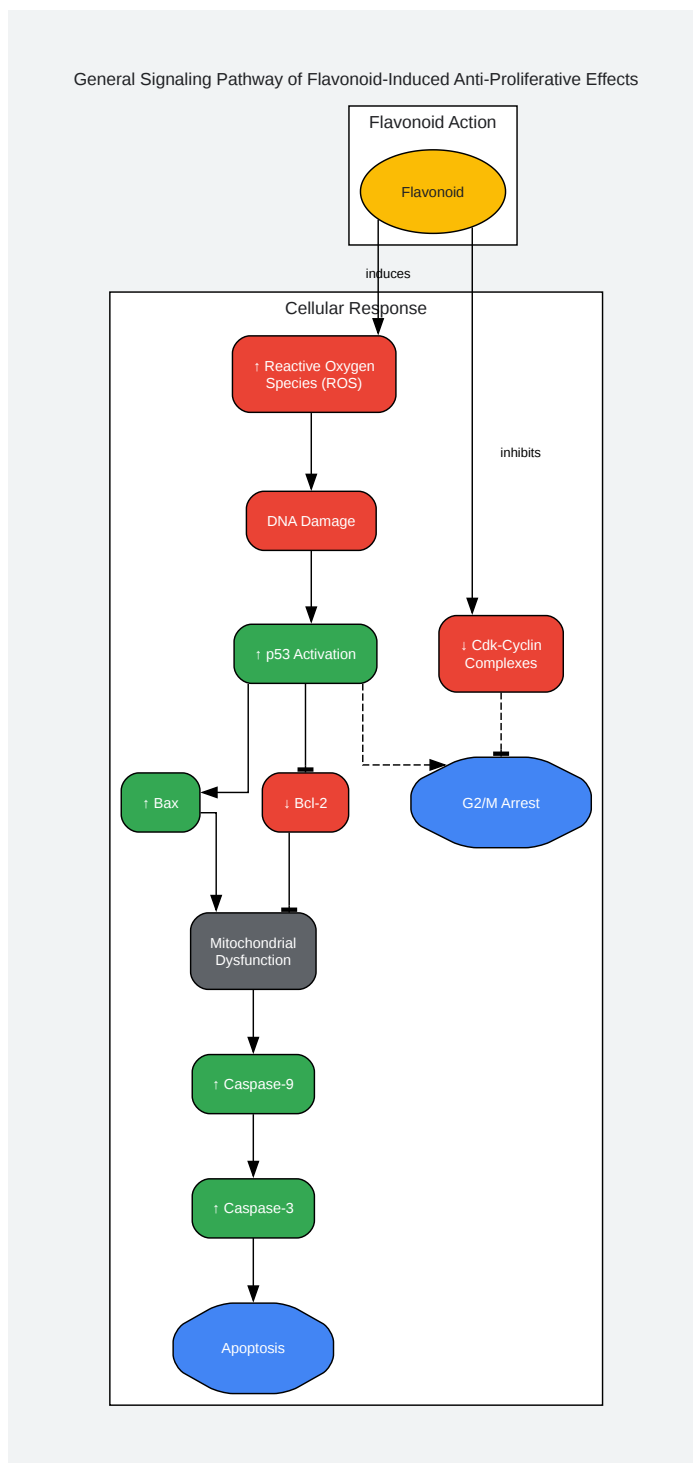 General Signaling Pathway of Flavonoid-Induced Anti-Proliferative Effects
Flavonoid Action
Flavonoid
induces
Cellular Response
↑ Reactive Oxygen
Species (ROS)
inhibits
DNA Damage
↑ p53 Activation
↓ Cdk-Cyclin
Complexes
↑ Bax
↓ Bcl-2
G2/M Arrest
Mitochondrial
Dysfunction
↑ Caspase-9
↑ Caspase-3
Apoptosis